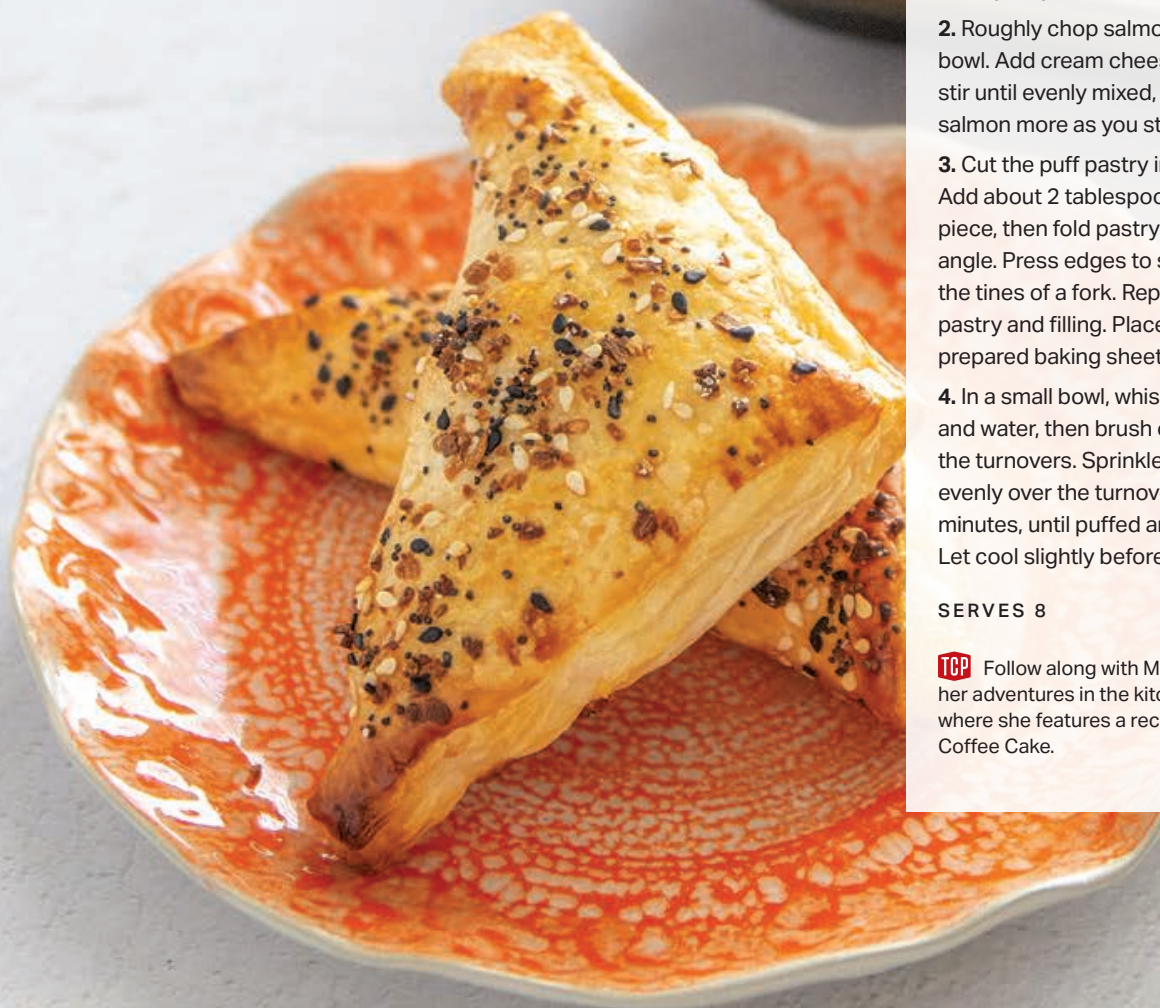 2. Roughly chop salmo
bowl. Add cream chees
stir until evenly mixed,
salmon more as you st
3. Cut the puff pastry i
Add about 2 tablespoo
piece, then fold pastry
angle. Press edges to s
the tines of a fork. Rep
pastry and filling. Place
prepared baking sheet
4. In a small bowl, whis
and water, then brush
the turnovers. Sprinkle
evenly over the turnov
minutes, until puffed a
Let cool slightly before
SERVES 8
TCP Follow along with M
her adventures in the kitc
where she features a rec
Coffee Cake.